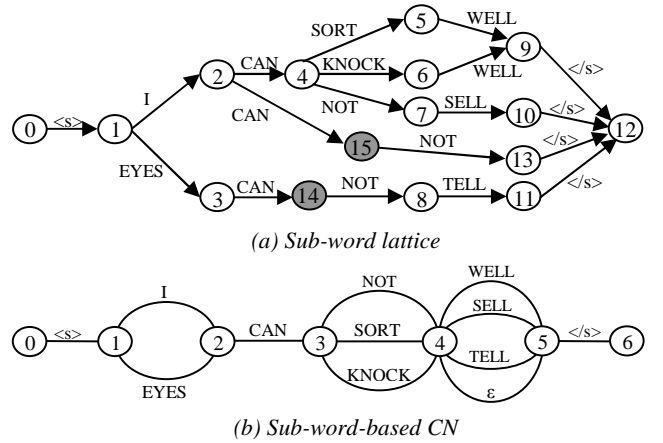 SORT 5 WELL
I 2 CAN 4 KNOCK 6 WELL 9 </s>
NOT 7 SELL 10 </s>
0 <s> 1 CAN 15 NOT 13 </s> 12
EYES 3 CAN 14 NOT 8 TELL 11 </s>
(a) Sub-word lattice
I NOT WELL
SELL
0 <s> 1 2 CAN 3 SORT 4 5 </s> 6
TELL
EYES KNOCK ε
(b) Sub-word-based CN